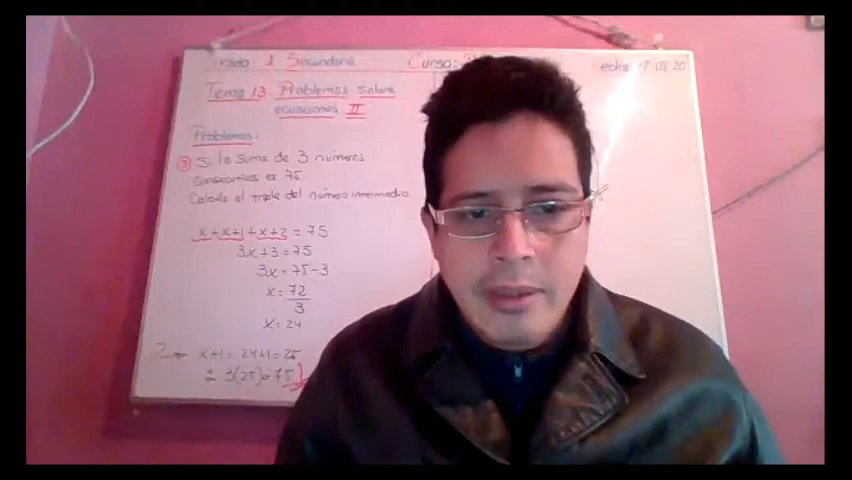 Grado 1 Secundaria Curso:
Fecha 17.08.20
Tema 13 Problemas sobre
ecuaciones II
Problemas:
Si la suma de 3 números
consecutivos es 75
Calcula el triple del número intermedio
x + x+1 + x+2 = 75
3x+3 = 75
3x = 75-3
x = 72
3
x = 24
x+1 = 24+1 = 25
∴ 3(25) = 75